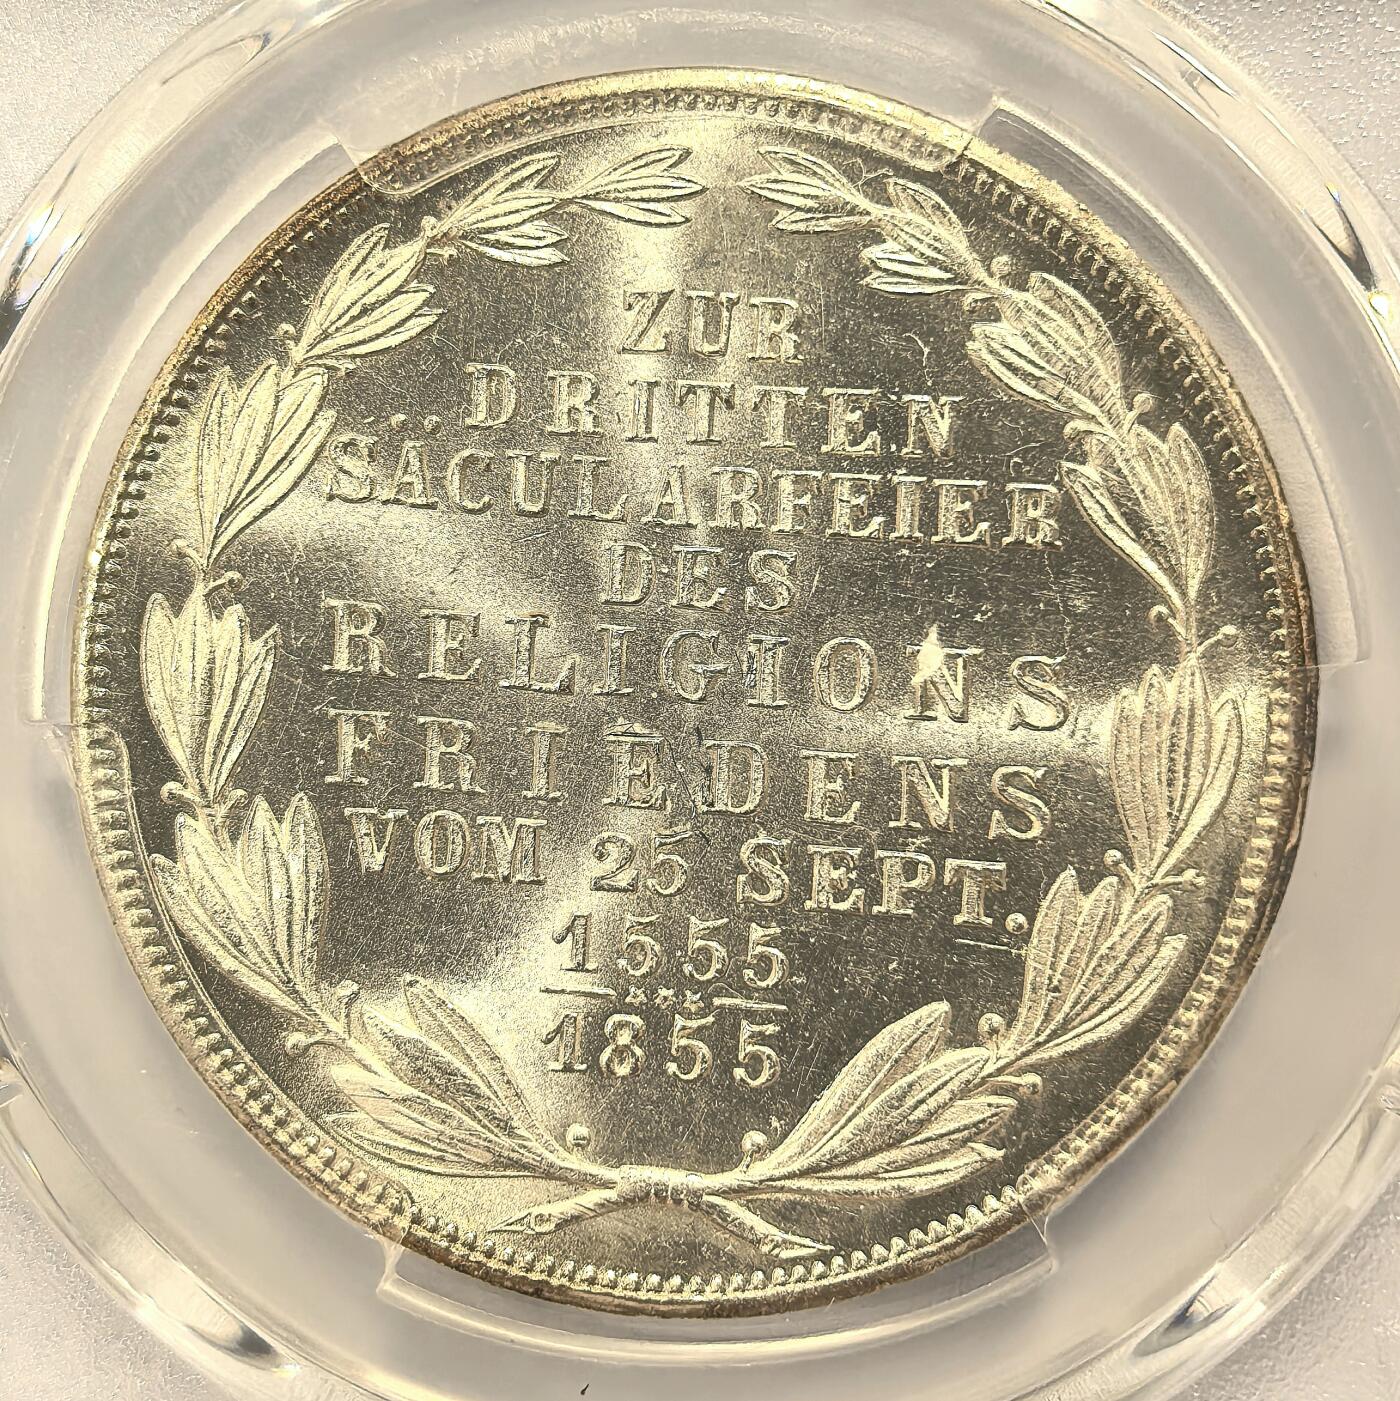 ZUR
DRITTEN
SÄCULARFEIER
DES
RELIGIONS
FRIEDENS
VOM 25 SEPT.
1555
1855